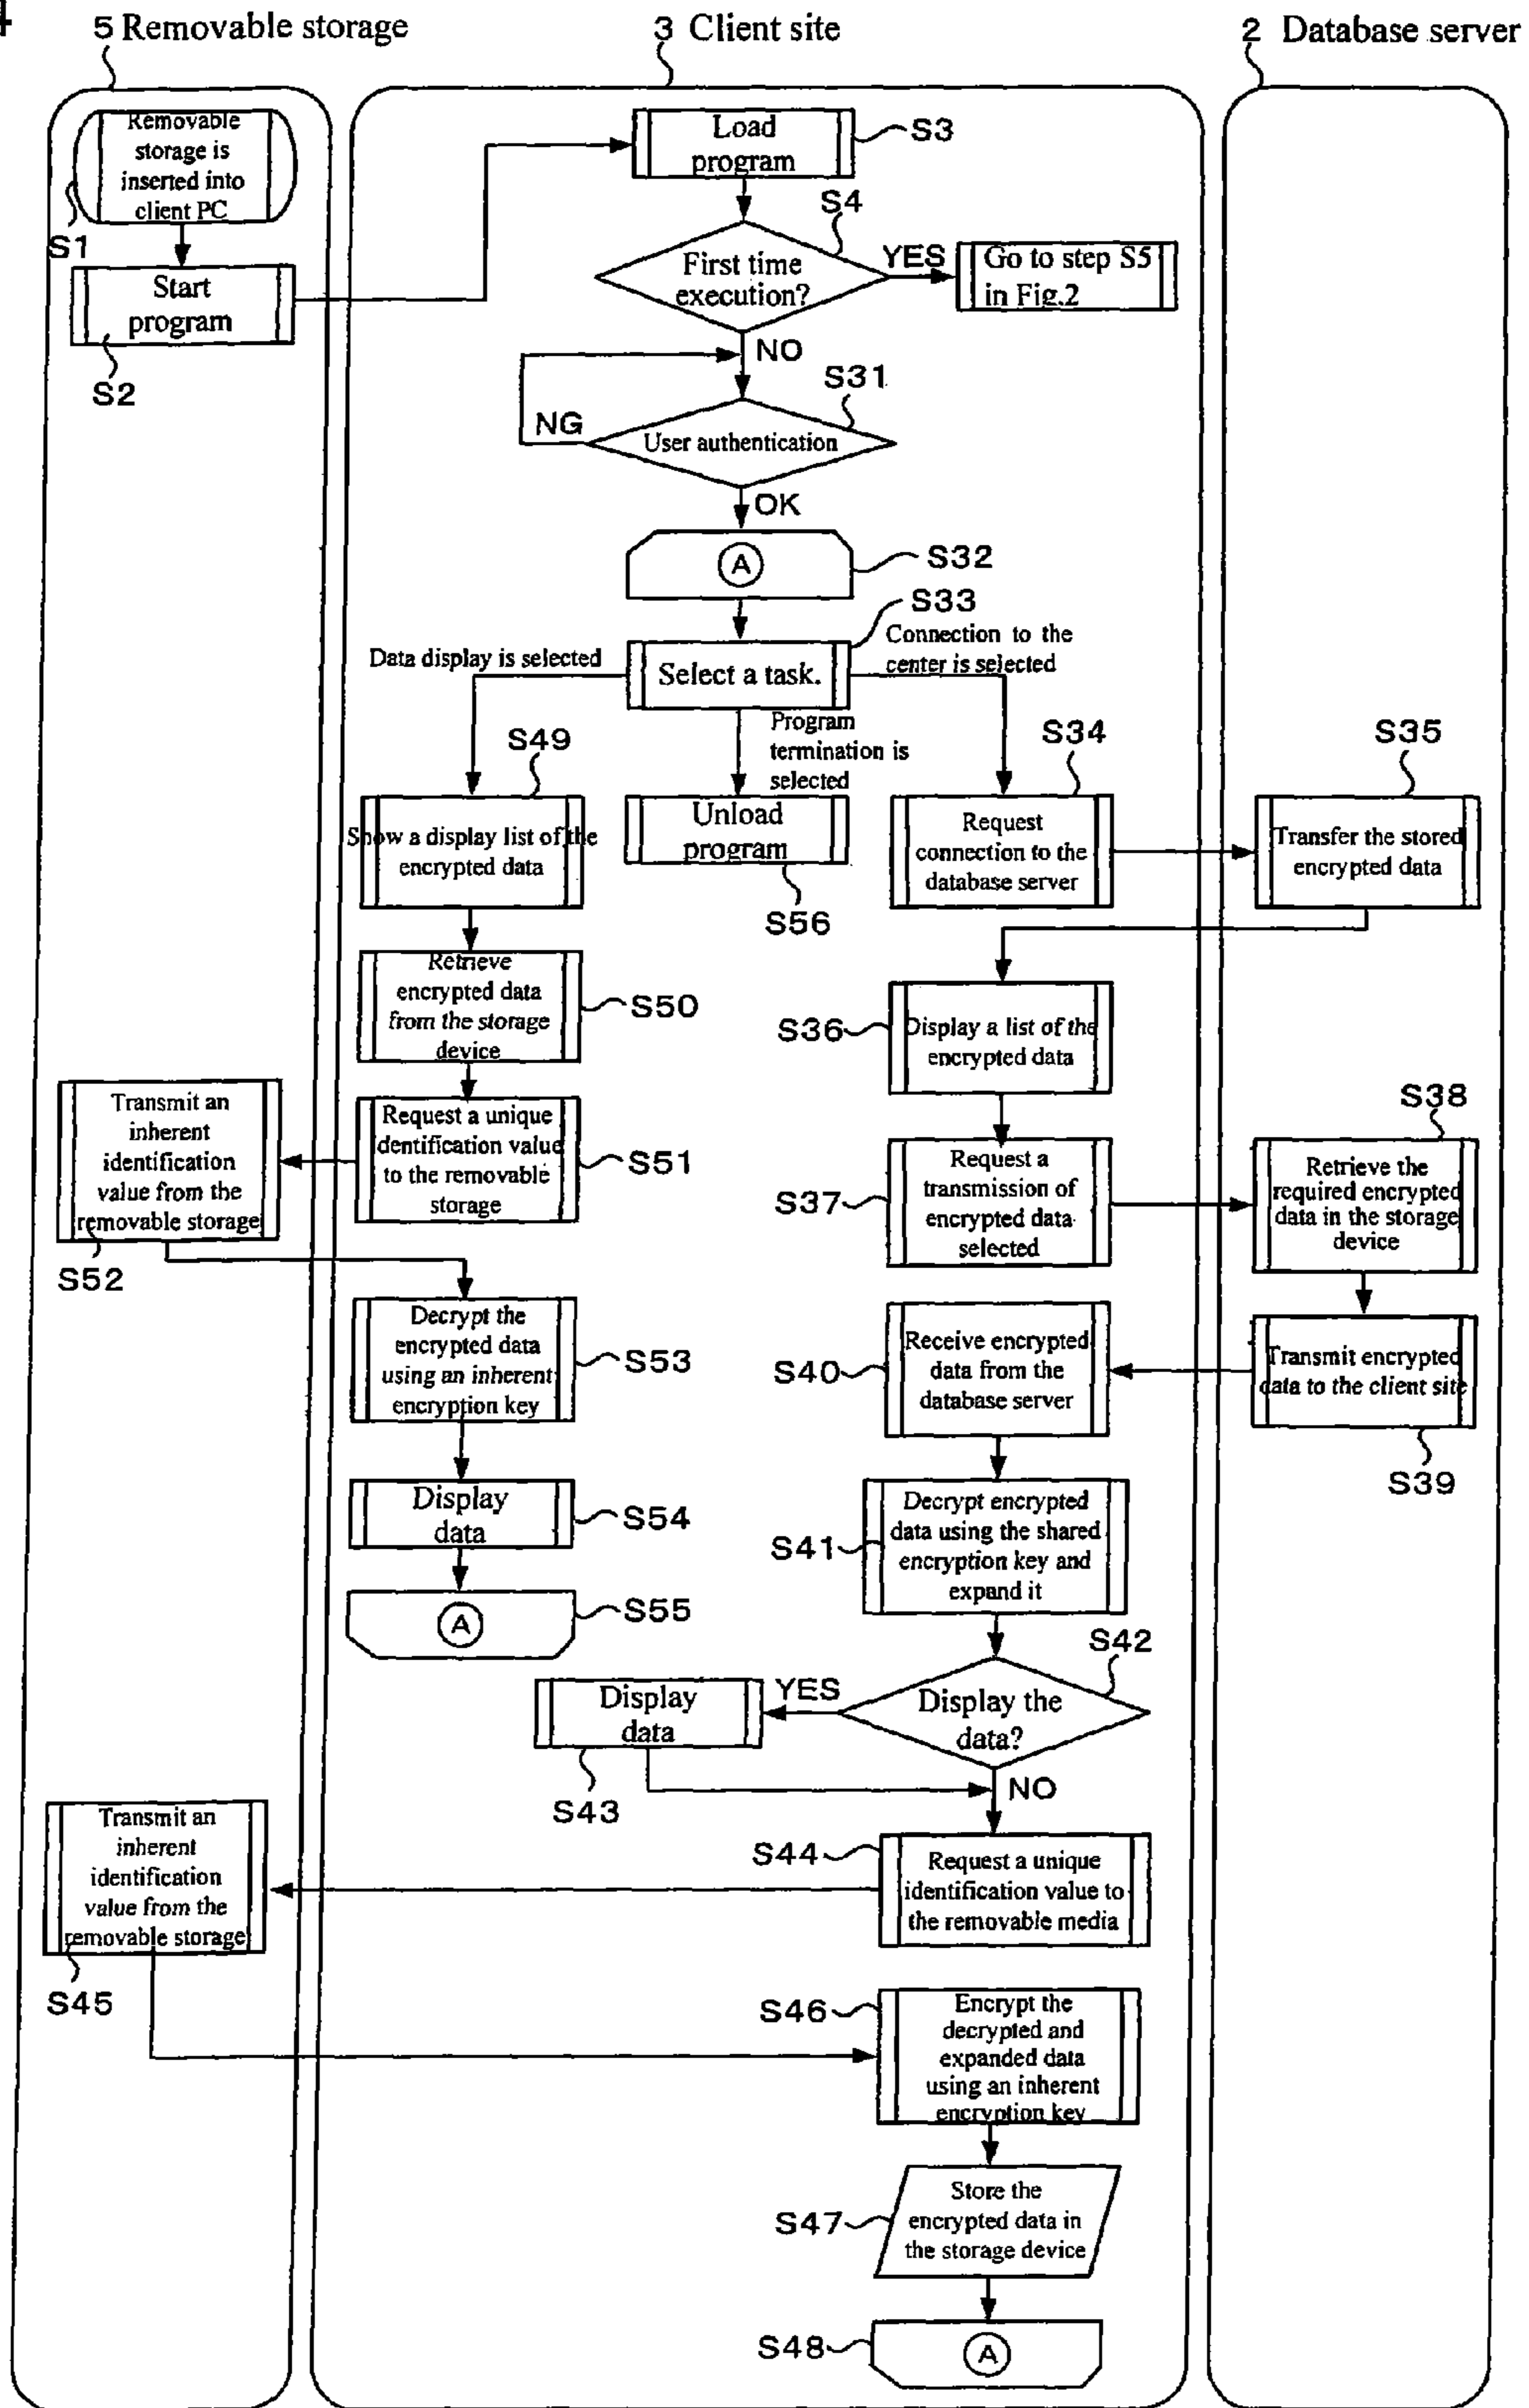 4
5 Removable storage
3 Client site
2 Database server
Removable
storage is
inserted into
client PC
S1
Start
program
S2
Load
program
S3
S4
First time
execution?
YES
Go to step S5
in Fig.2
NO
S31
NG
User authentication
OK
A
S32
S33
Data display is selected
Select a task.
Connection to the
center is selected
Program
termination is
selected
S49
S34
S35
Show a display list of the
encrypted data
Unload
program
S56
Request
connection to the
database server
Transfer the stored
encrypted data
Retrieve
encrypted data
from the storage
device
S50
S36
Display a list of the
encrypted data
Transmit an
inherent
identification
value from the
removable storage
S52
Request a unique
identification value
to the removable
storage
S51
S37
Request a
transmission of
encrypted data
selected
S38
Retrieve the
required encrypted
data in the storage
device
Decrypt the
encrypted data
using an inherent
encryption key
S53
S40
Receive encrypted
data from the
database server
Transmit encrypted
data to the client site
S39
Display
data
S54
S41
Decrypt encrypted
data using the shared
encryption key and
expand it
A
S55
S42
Display the
data?
YES
Display
data
S43
NO
Transmit an
inherent
identification
value from the
removable storage
S45
S44
Request a unique
identification value to
the removable media
S46
Encrypt the
decrypted and
expanded data
using an inherent
encryption key
S47
Store the
encrypted data in
the storage device
S48
A